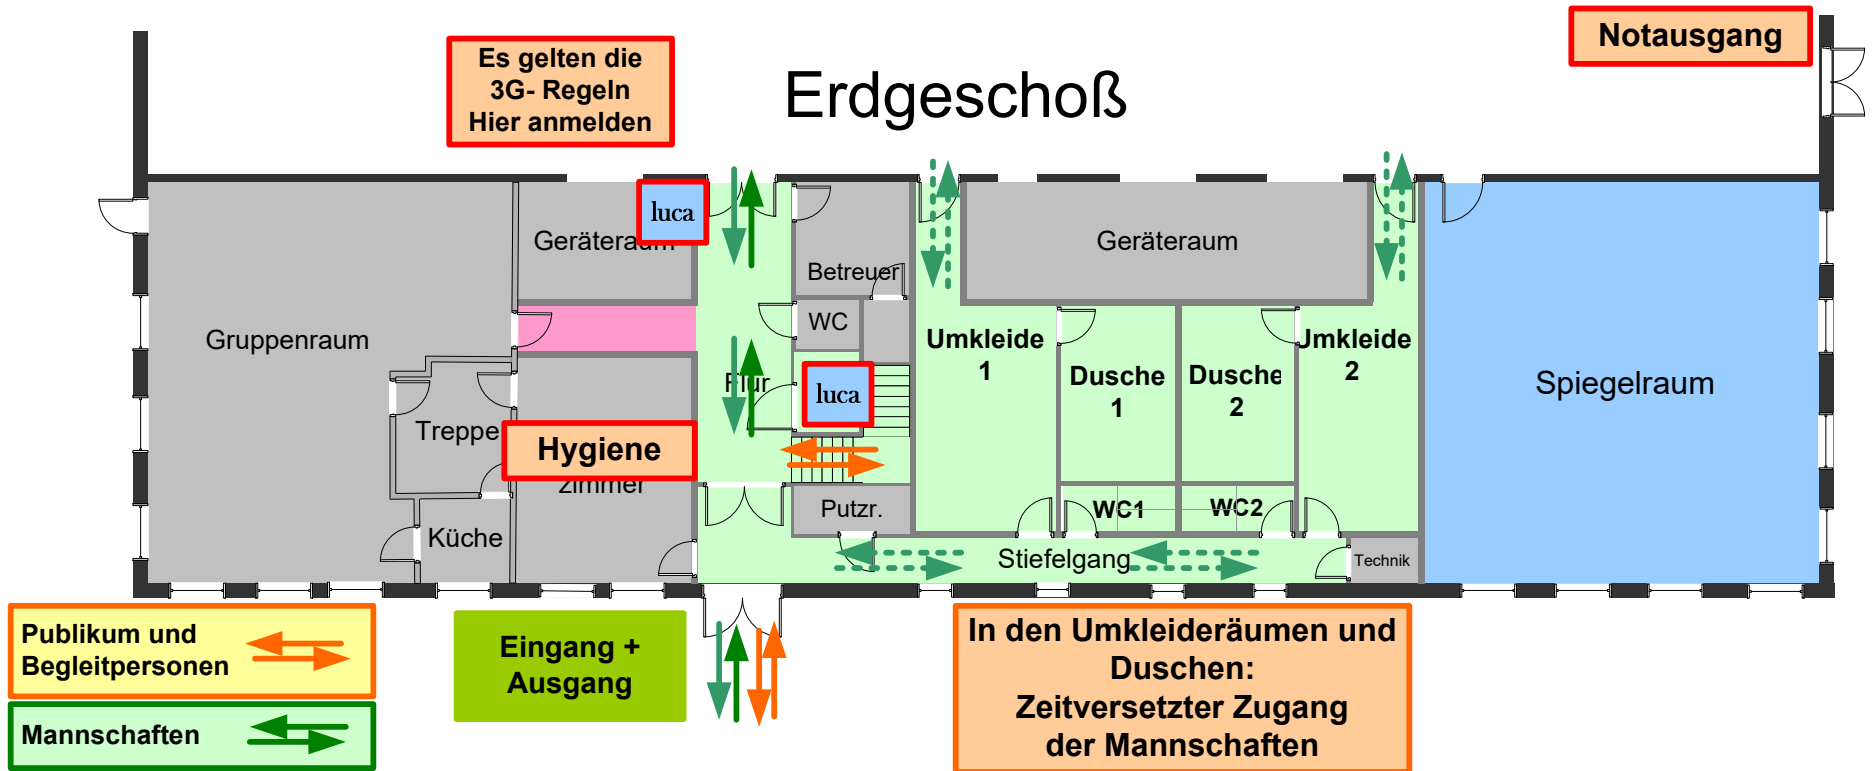 Notausgang
Es gelten die
3G- Regeln
Hier anmelden
Erdgeschoß
luca
Geräteraum
Geräteraum
Betreuer
WC
Gruppenraum
Umkleide
1
Umkleide
2
Dusche
1
Dusche
2
Flur
luca
Spiegelraum
Treppe
Hygiene
zimmer
Putzr.
WC1
WC2
Küche
Stiefelgang
Technik
Publikum und
Begleitpersonen
Mannschaften
Eingang +
Ausgang
In den Umkleideräumen und
Duschen:
Zeitversetzter Zugang
der Mannschaften